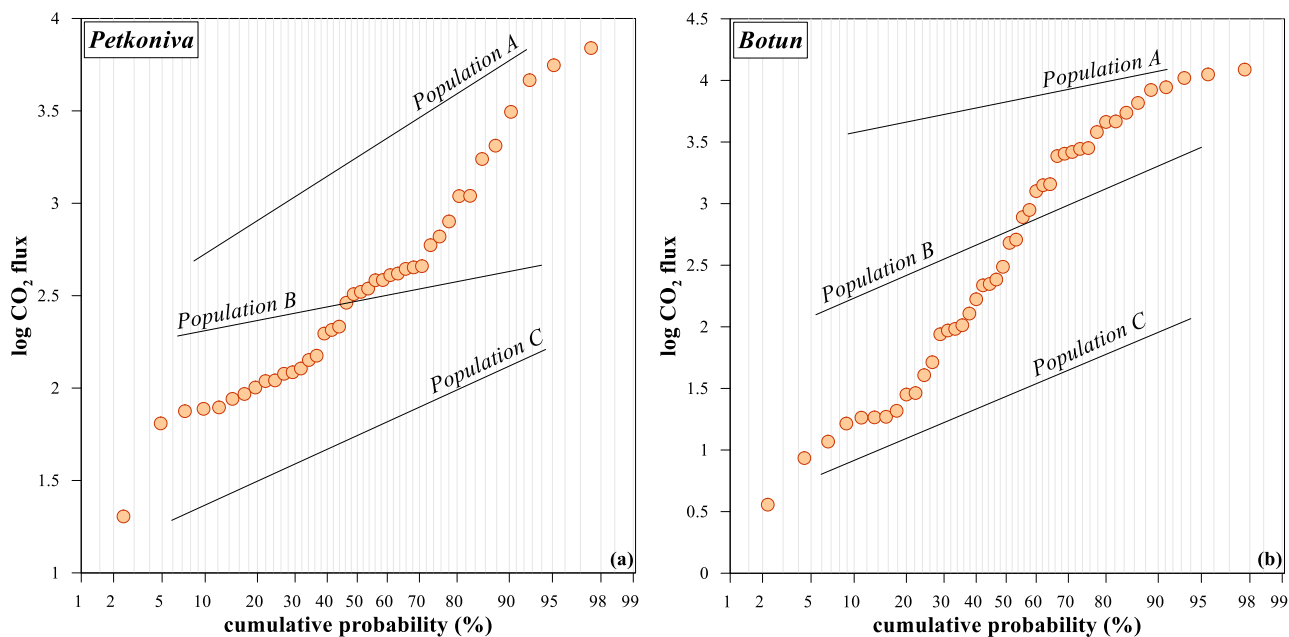 Petkoniva
4
3.5
3
2.5
2
1.5
1
log CO₂ flux
Population A
Population B
Population C
(a)
1 2 5 10 20 30 40 50 60 70 80 90 95 98 99
cumulative probability (%)
Botun
4.5
4
3.5
3
2.5
2
1.5
1
0.5
0
log CO₂ flux
Population A
Population B
Population C
(b)
1 2 5 10 20 30 40 50 60 70 80 90 95 98 99
cumulative probability (%)